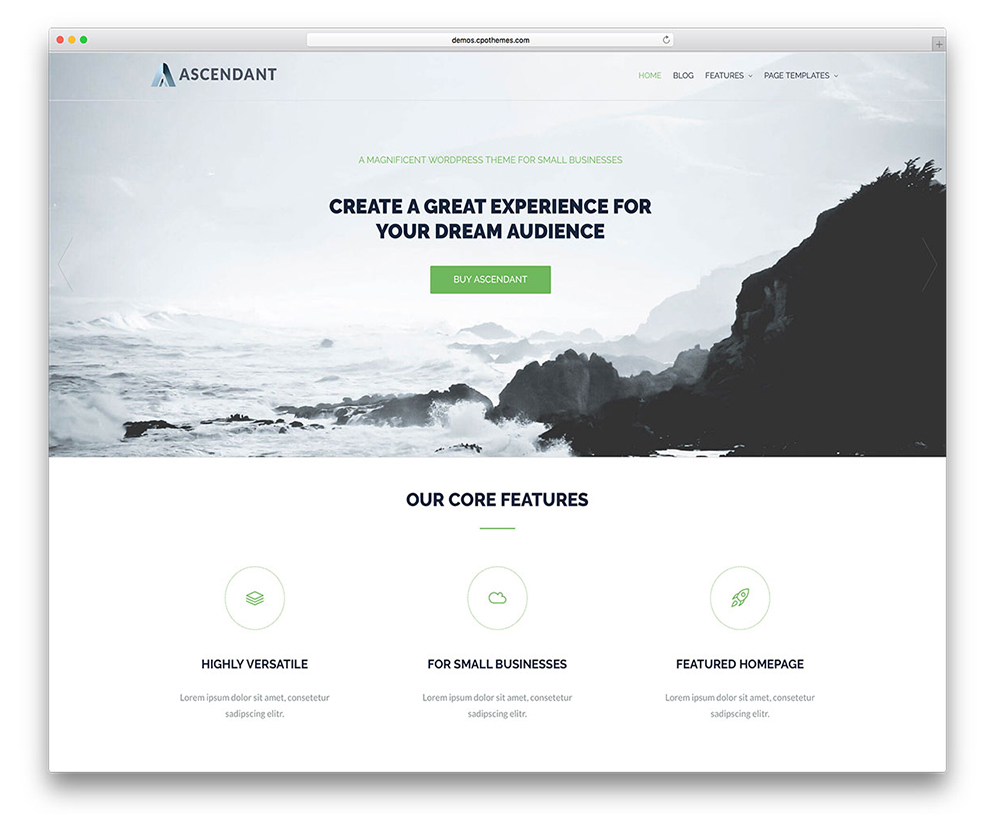 demos.cpothemes.com
ASCENDANT
HOME BLOG FEATURES PAGE TEMPLATES
A MAGNIFICENT WORDPRESS THEME FOR SMALL BUSINESSES
CREATE A GREAT EXPERIENCE FOR
YOUR DREAM AUDIENCE
BUY ASCENDANT
OUR CORE FEATURES
HIGHLY VERSATILE
Lorem ipsum dolor sit amet, consetetur
sadipscing elitr.
FOR SMALL BUSINESSES
Lorem ipsum dolor sit amet, consetetur
sadipscing elitr.
FEATURED HOMEPAGE
Lorem ipsum dolor sit amet, consetetur
sadipscing elitr.